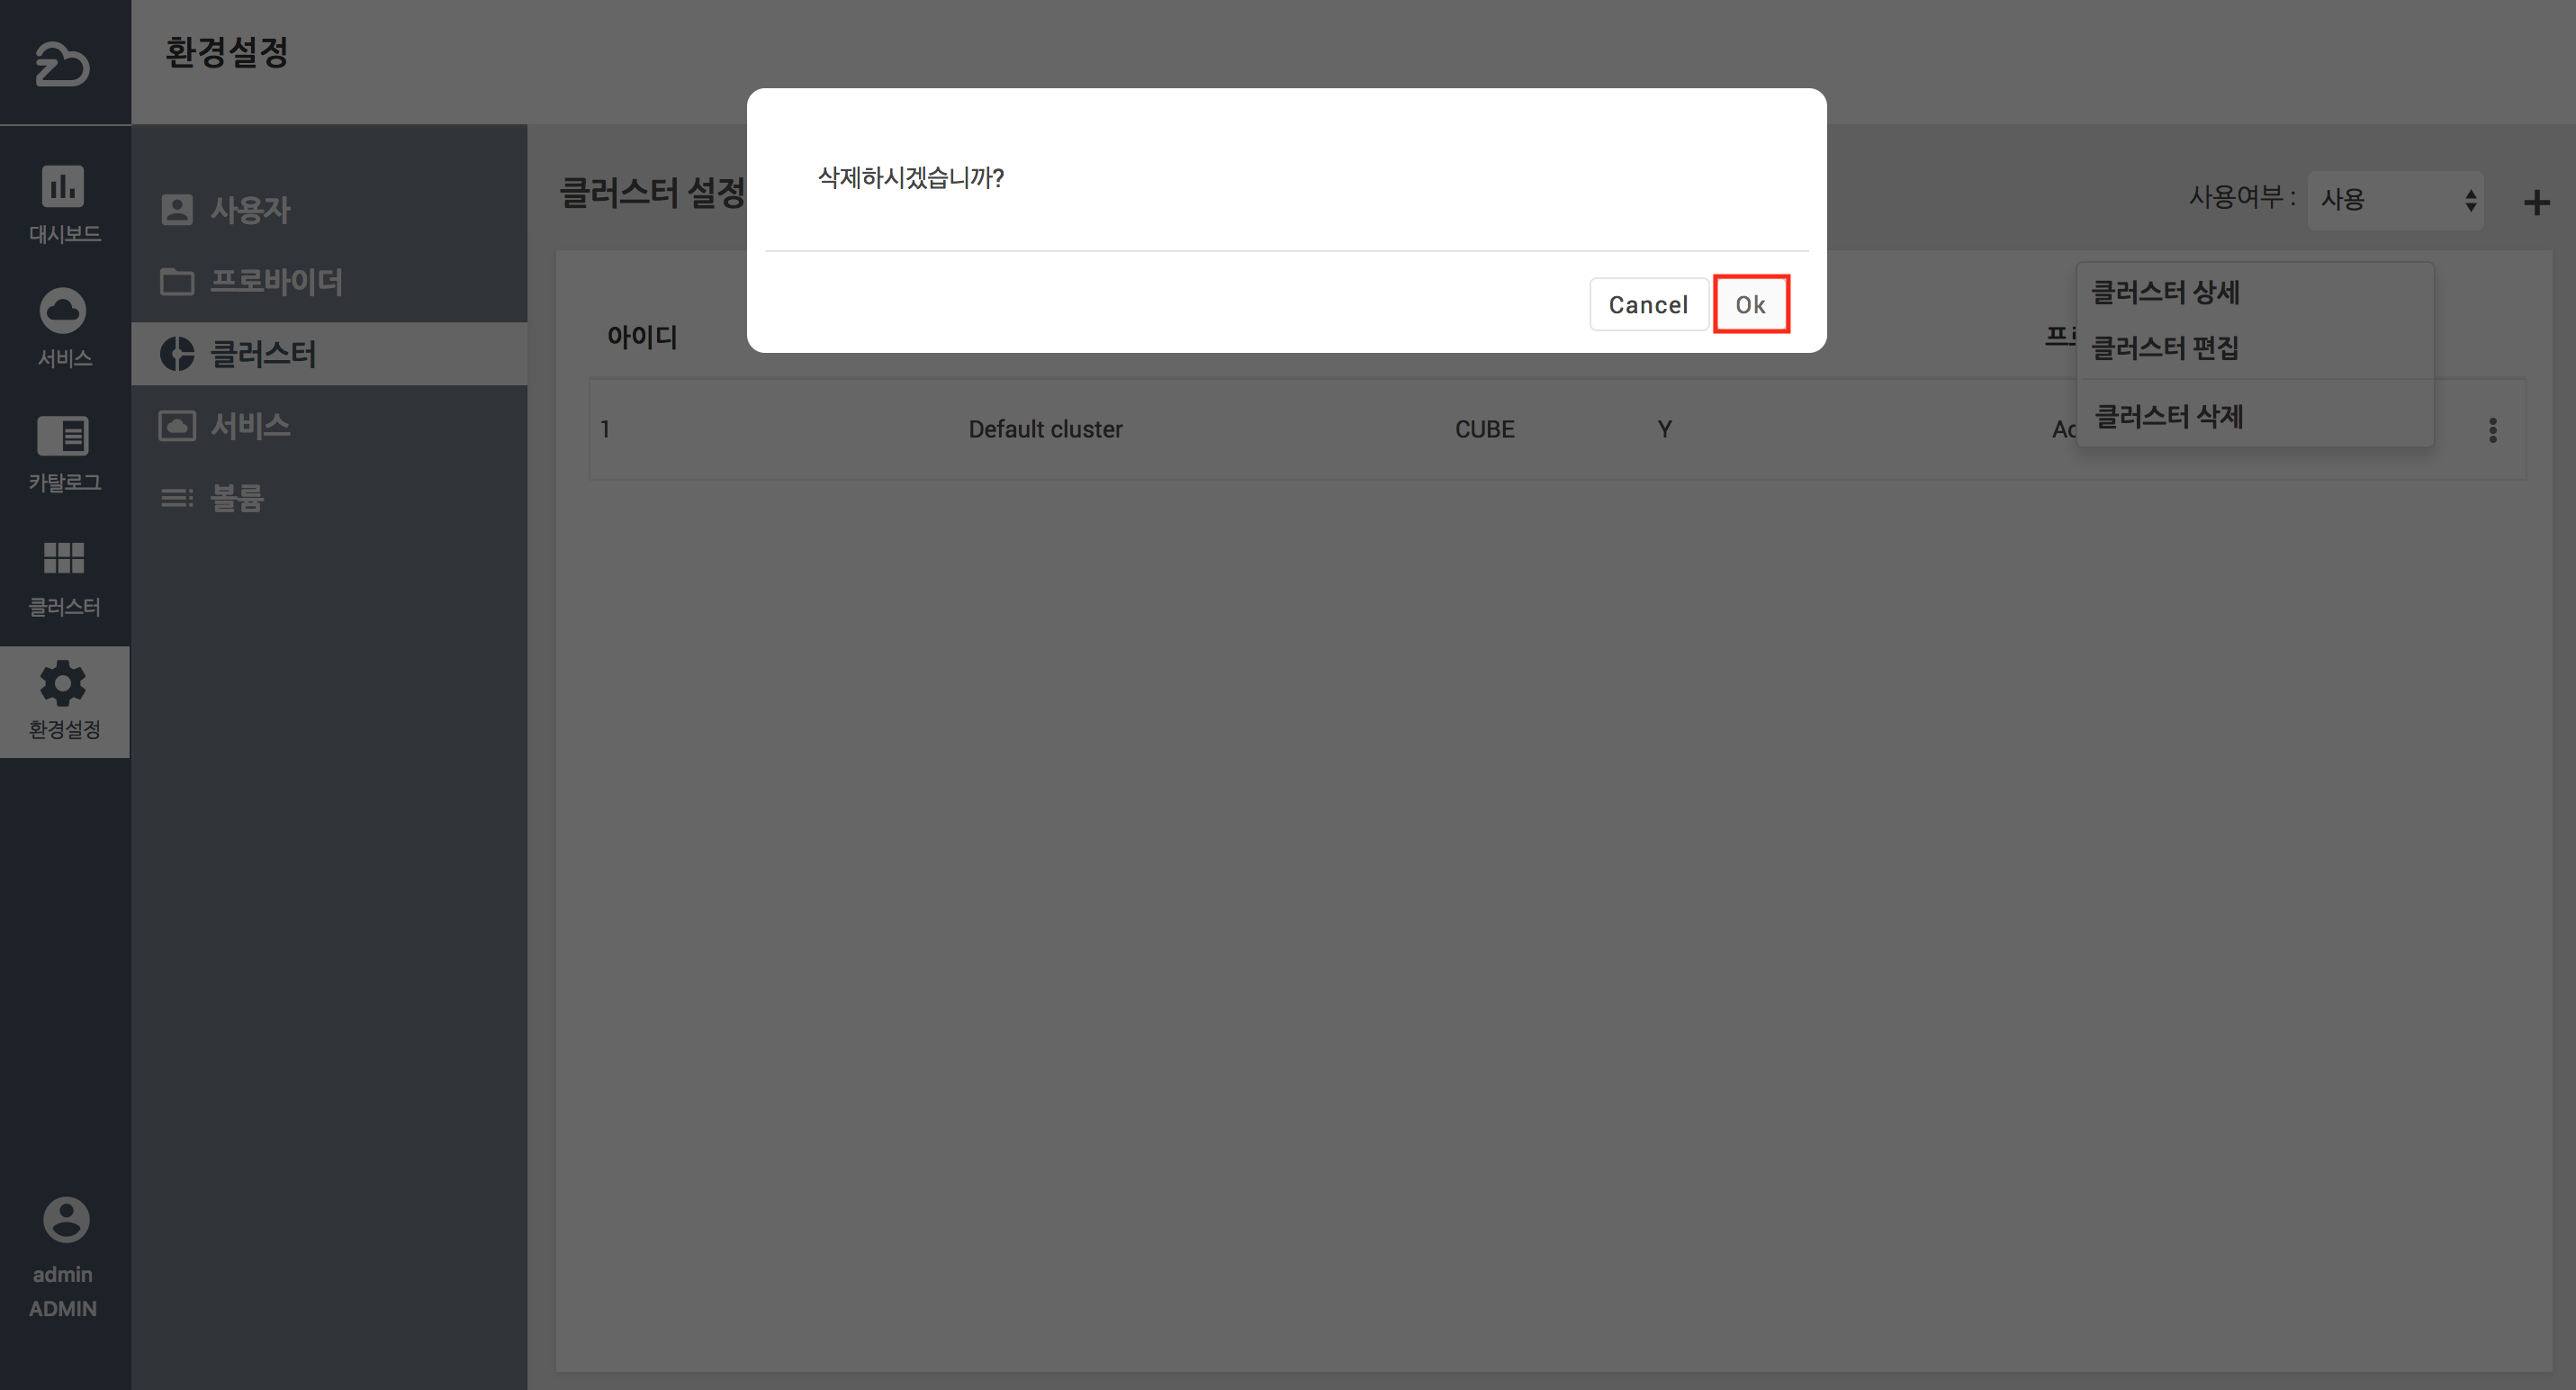 환경설정
대시보드
서비스
카탈로그
클러스터
환경설정
admin
ADMIN
사용자
프로바이더
클러스터
서비스
볼륨
클러스터 설정
사용여부 :
사용
삭제하시겠습니까?
Cancel
Ok
아이디
1
Default cluster
CUBE
Y
클러스터 상세
클러스터 편집
클러스터 삭제